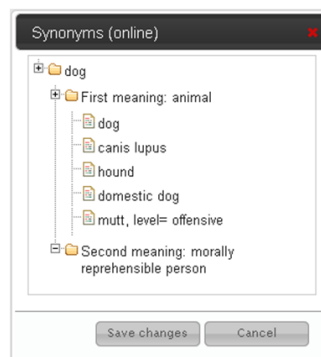 Synonyms (online)
dog
First meaning: animal
dog
canis lupus
hound
domestic dog
mutt, level= offensive
Second meaning: morally
reprehensible person
Save changes
Cancel